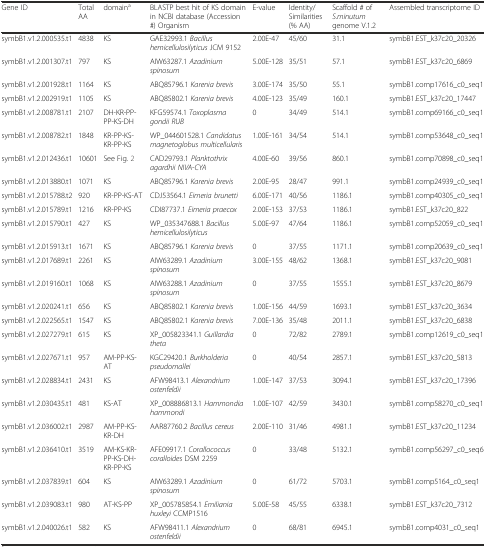 Gene ID Total AA domainᵃ BLASTP best hit of KS domain in NCBI database (Accession #) Organism E-value Identity/Similarities (% AA) Scaffold # of S.minutum genome V.1.2 Assembled transcriptome ID
symbB1.v1.2.000535.t1 4838 KS GAE32993.1 Bacillus hemicellulosilyticus JCM 9152 2.00E-47 45/60 31.1 symbB1.EST_k37c20_20326
symbB1.v1.2.001307.t1 797 KS AIW63287.1 Azadinium spinosum 5.00E-128 35/51 57.1 symbB1.EST_k37c20_6869
symbB1.v1.2.001928.t1 1164 KS ABQ85796.1 Karenia brevis 3.00E-174 35/50 55.1 symbB1.comp17616_c0_seq1
symbB1.v1.2.002919.t1 1105 KS ABQ85802.1 Karenia brevis 4.00E-123 35/49 160.1 symbB1.EST_k37c20_17447
symbB1.v1.2.008781.t1 2107 DH-KR-PP-PP-KS-DH KFG59574.1 Toxoplasma gondii RUB 0 34/49 514.1 symbB1.comp69166_c0_seq1
symbB1.v1.2.008782.t1 1848 KR-PP-KS-KR-PP-KS WP_044601528.1 Candidatus magnetoglobus multicellularis 1.00E-161 34/54 514.1 symbB1.comp53648_c0_seq1
symbB1.v1.2.012436.t1 10601 See Fig. 2 CAD29793.1 Planktothrix agardhii NIVA-CYA 4.00E-60 39/56 860.1 symbB1.comp70898_c0_seq1
symbB1.v1.2.013880.t1 1071 KS ABQ85796.1 Karenia brevis 2.00E-95 28/47 991.1 symbB1.comp24939_c0_seq1
symbB1.v1.2.015788.t2 920 KR-PP-KS-AT CDJ53564.1 Eimeria brunetti 6.00E-171 40/56 1186.1 symbB1.comp40305_c0_seq1
symbB1.v1.2.015789.t1 1216 KR-PP-KS CDI87737.1 Eimeria praecox 2.00E-153 37/53 1186.1 symbB1.EST_k37c20_822
symbB1.v1.2.015790.t1 427 KS WP_035347688.1 Bacillus hemicellulosilyticus 5.00E-97 47/64 1186.1 symbB1.comp52059_c0_seq1
symbB1.v1.2.015913.t1 1671 KS ABQ85796.1 Karenia brevis 0 37/55 1171.1 symbB1.comp20639_c0_seq1
symbB1.v1.2.017689.t1 2261 KS AIW63289.1 Azadinium spinosum 3.00E-155 48/62 1368.1 symbB1.EST_k37c20_9081
symbB1.v1.2.019160.t1 1068 KS AIW63288.1 Azadinium spinosum 0 37/55 1555.1 symbB1.EST_k37c20_8679
symbB1.v1.2.020241.t1 656 KS ABQ85802.1 Karenia brevis 1.00E-156 44/59 1693.1 symbB1.EST_k37c20_3634
symbB1.v1.2.022565.t1 1547 KS ABQ85802.1 Karenia brevis 7.00E-136 35/48 2011.1 symbB1.EST_k37c20_6838
symbB1.v1.2.027279.t1 615 KS XP_005823341.1 Guillardia theta 0 72/82 2789.1 symbB1.comp12619_c0_seq1
symbB1.v1.2.027671.t1 957 AM-PP-KS-AT KGC29420.1 Burkholderia pseudomallei 0 40/54 2857.1 symbB1.EST_k37c20_5813
symbB1.v1.2.028834.t1 2431 KS AFW98413.1 Alexandrium ostenfeldii 1.00E-147 37/53 3094.1 symbB1.EST_k37c20_17396
symbB1.v1.2.030435.t1 481 KS-AT XP_008886813.1 Hammondia hammondi 1.00E-107 42/59 3430.1 symbB1.comp58270_c0_seq1
symbB1.v1.2.036002.t1 2987 AM-PP-KS-KR-DH AAR87760.2 Bacillus cereus 2.00E-110 31/46 4981.1 symbB1.EST_k37c20_11234
symbB1.v1.2.036410.t1 3519 AM-KS-KR-PP-KS-DH-KR-PP-KS AFE09917.1 Corallococcus coralloides DSM 2259 0 33/48 5132.1 symbB1.comp56297_c0_seq6
symbB1.v1.2.037839.t1 604 KS AIW63289.1 Azadinium spinosum 0 61/72 5703.1 symbB1.comp5164_c0_seq1
symbB1.v1.2.039083.t1 980 AT-KS-PP XP_005785854.1 Emiliania huxleyi CCMP1516 5.00E-58 45/55 6338.1 symbB1.EST_k37c20_7312
symbB1.v1.2.040026.t1 582 KS AFW98411.1 Alexandrium ostenfeldii 0 68/81 6945.1 symbB1.comp4031_c0_seq1